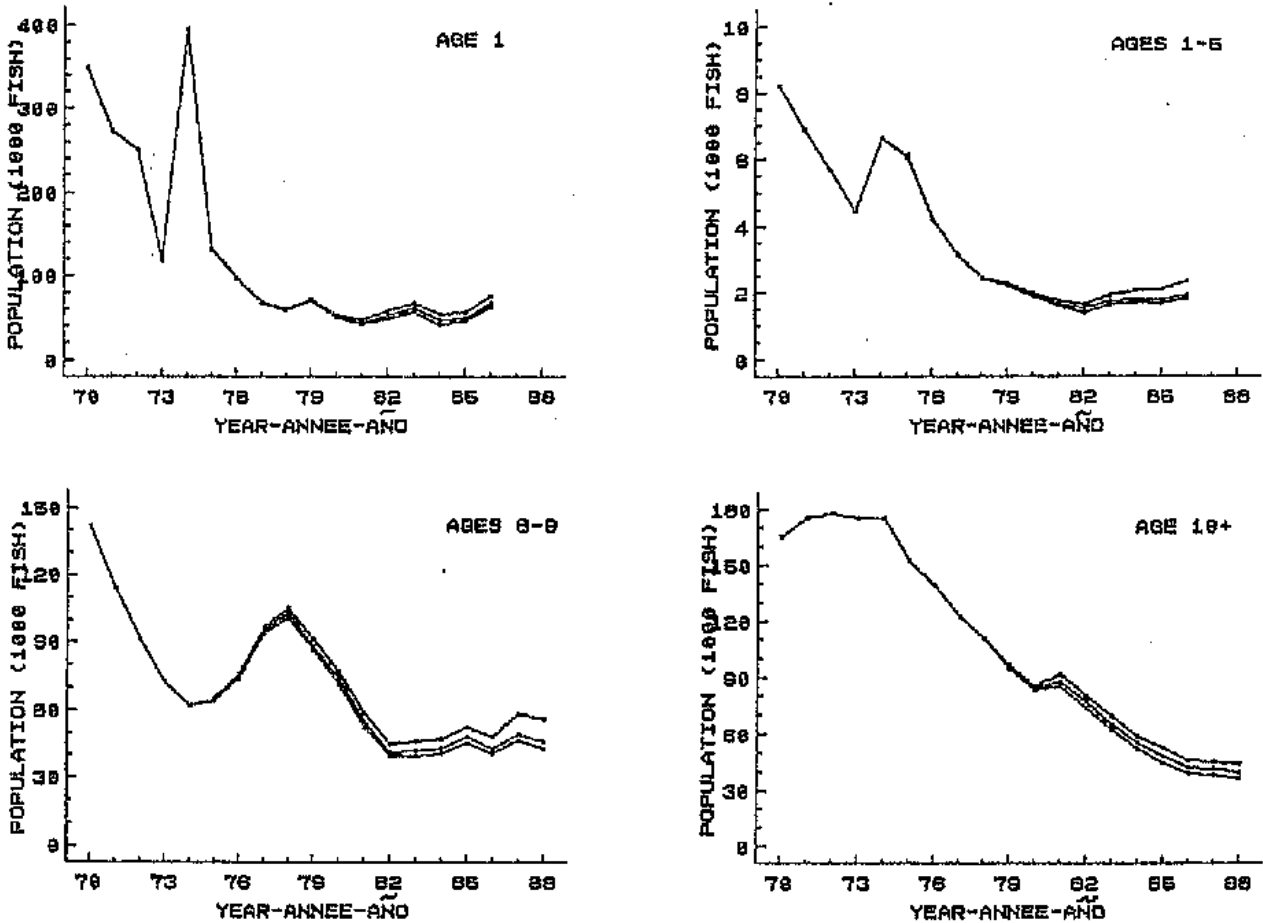 AGE 1
POPULATION (1000 FISH)
400
300
200
100
0
70 73 76 79 82 85 88
YEAR-ANNEE-AÑO
AGES 1-5
POPULATION (1000 FISH)
10
8
6
4
2
0
70 73 76 79 82 85 88
YEAR-ANNEE-AÑO
AGES 6-9
POPULATION (1000 FISH)
150
120
90
60
30
0
70 73 76 79 82 85 88
YEAR-ANNEE-AÑO
AGE 10+
POPULATION (1000 FISH)
180
150
120
90
60
30
0
70 73 76 79 82 85 88
YEAR-ANNEE-AÑO